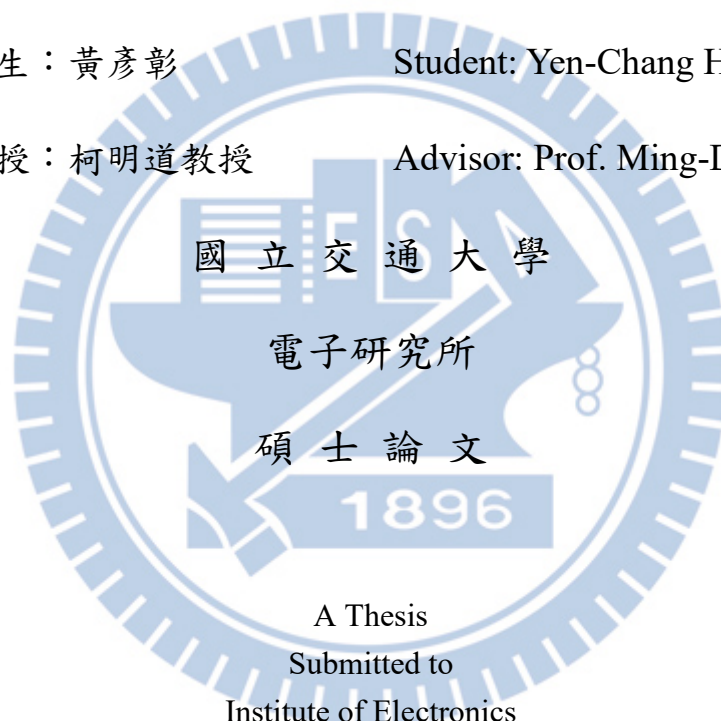 生：黃彥彰 Student: Yen-Chang H
授：柯明道教授 Advisor: Prof. Ming-D
國 立 交 通 大 學
電子研究所
碩 士 論 文
ES
1896
A Thesis
Submitted to
Institute of Electronics